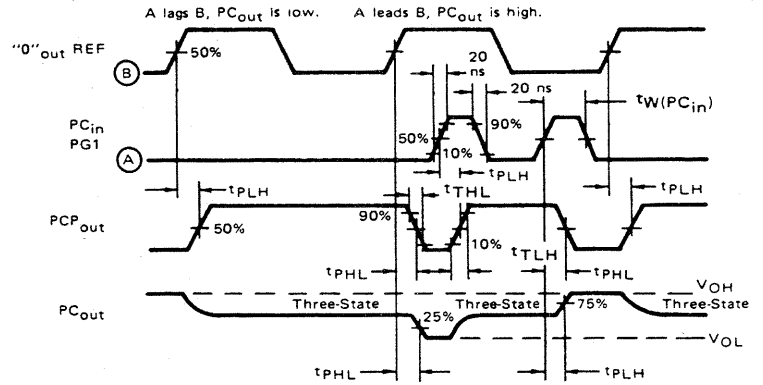 A lags B, PCout is low.    A leads B, PCout is high.
"0"out REF
50%
20
ns
B
20 ns
tW(PCin)
PCin
PG1
50%
90%
10%
A
tPLH
tPLH
tTHL
tPLH
PCPout
50%
90%
10%
tTLH
tPHL
tPHL
VOH
PCout
Three-State
Three-State
Three-State
25%
75%
VOL
tPHL
tPLH